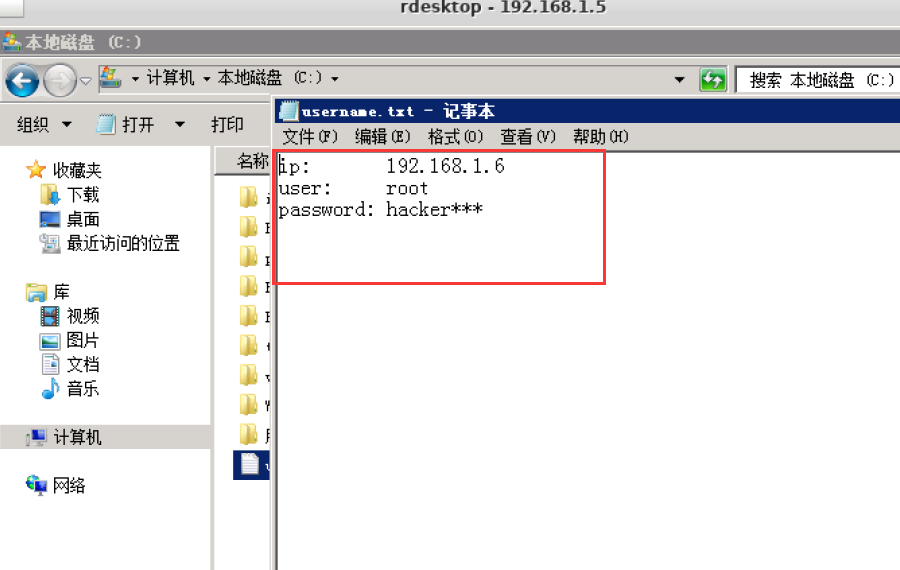 rdesktop - 192.168.1.5
本地磁盘 (C:)
计算机 本地磁盘 (C:) 搜索 本地磁盘 (C:)
组织 打开 打印
username.txt - 记事本
文件(F) 编辑(E) 格式(O) 查看(V) 帮助(H)
ip: 192.168.1.6
user: root
password: hacker***
名称
收藏夹
下载
桌面
最近访问的位置
库
视频
图片
文档
音乐
计算机
网络